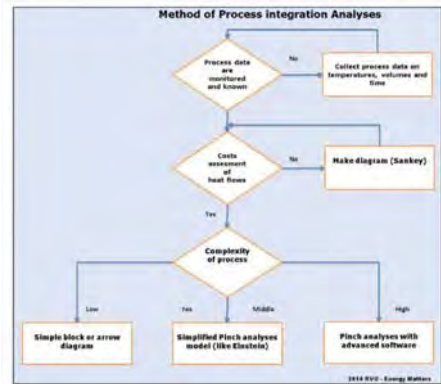 Method of Process integration Analyses
Process data
are
monitored
and known
No
Collect process data on
temperatures, volumes and
time
Costs
assesment
of
heat flows
No
Make diagram (Sankey)
Yes
Complexity
of process
Low
Yes
Middle
High
Simple block or arrow
diagram
Simplified Pinch analyses
model (like Einstein)
Pinch analyses with
advanced software
2014 RVO - Energy Matters